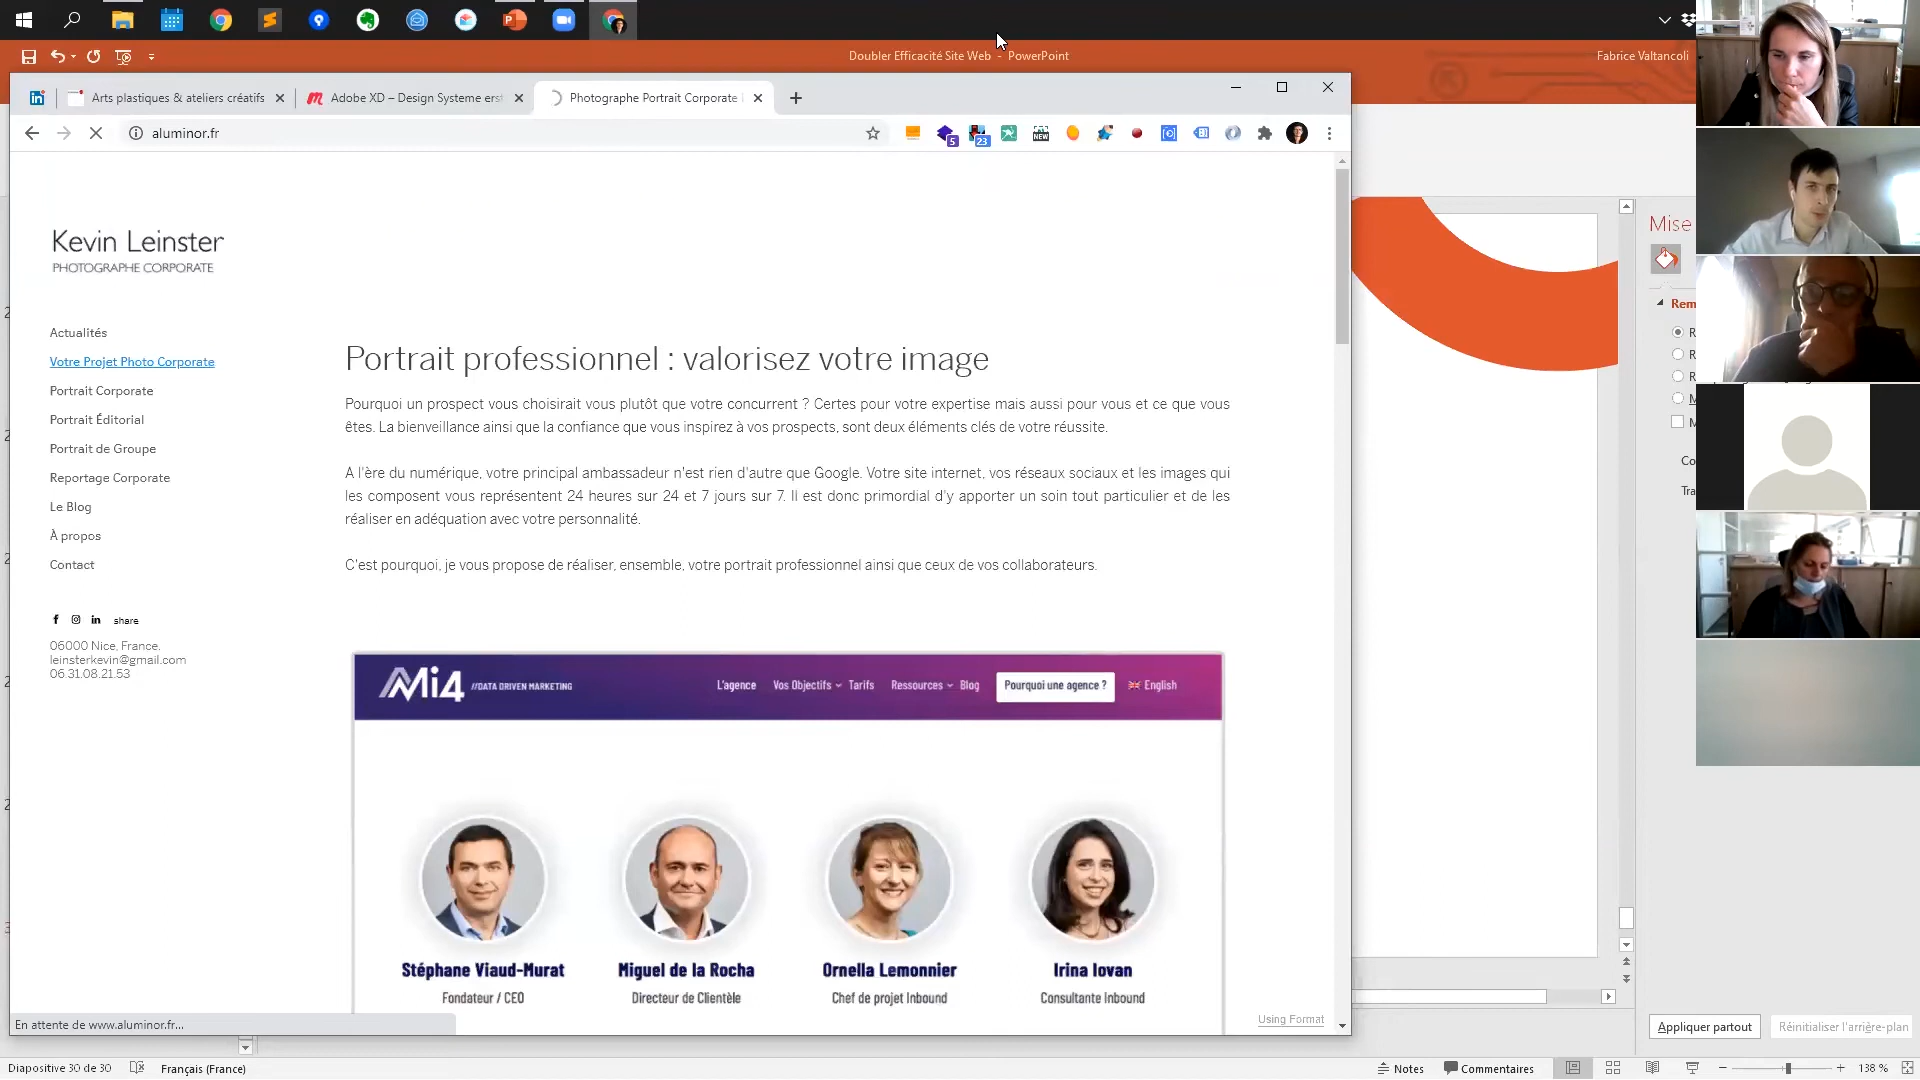 Doubler Efficacité Site Web - PowerPoint
Fabrice Valtancoli
Arts plastiques & ateliers créatifs
Adobe XD – Design Systeme ers
Photographe Portrait Corporate
aluminor.fr
5
23
NEW
Kevin Leinster
PHOTOGRAPHE CORPORATE
Actualités
Votre Projet Photo Corporate
Portrait Corporate
Portrait Éditorial
Portrait de Groupe
Reportage Corporate
Le Blog
À propos
Contact
share
06000 Nice, France.
leinsterkevin@gmail.com
06.31.08.21.53
Portrait professionnel : valorisez votre image
Pourquoi un prospect vous choisirait vous plutôt que votre concurrent ? Certes pour votre expertise mais aussi pour vous et ce que vous
êtes. La bienveillance ainsi que la confiance que vous inspirez à vos prospects, sont deux éléments clés de votre réussite.
A l'ère du numérique, votre principal ambassadeur n'est rien d'autre que Google. Votre site internet, vos réseaux sociaux et les images qui
les composent vous représentent 24 heures sur 24 et 7 jours sur 7. Il est donc primordial d'y apporter un soin tout particulier et de les
réaliser en adéquation avec votre personnalité.
C'est pourquoi, je vous propose de réaliser, ensemble, votre portrait professionnel ainsi que ceux de vos collaborateurs.
Mi4 //DATA DRIVEN MARKETING
L'agence
Vos Objectifs
Tarifs
Ressources
Blog
Pourquoi une agence ?
English
Stéphane Viaud-Murat
Fondateur / CEO
Miguel de la Rocha
Directeur de Clientèle
Ornella Lemonnier
Chef de projet Inbound
Irina Iovan
Consultante Inbound
Using Format
En attente de www.aluminor.fr...
Mise
Rem
R
R
R
M
M
Co
Tra
Appliquer partout
Réinitialiser l'arrière-plan
Diapositive 30 de 30
Français (France)
Notes
Commentaires
138 %